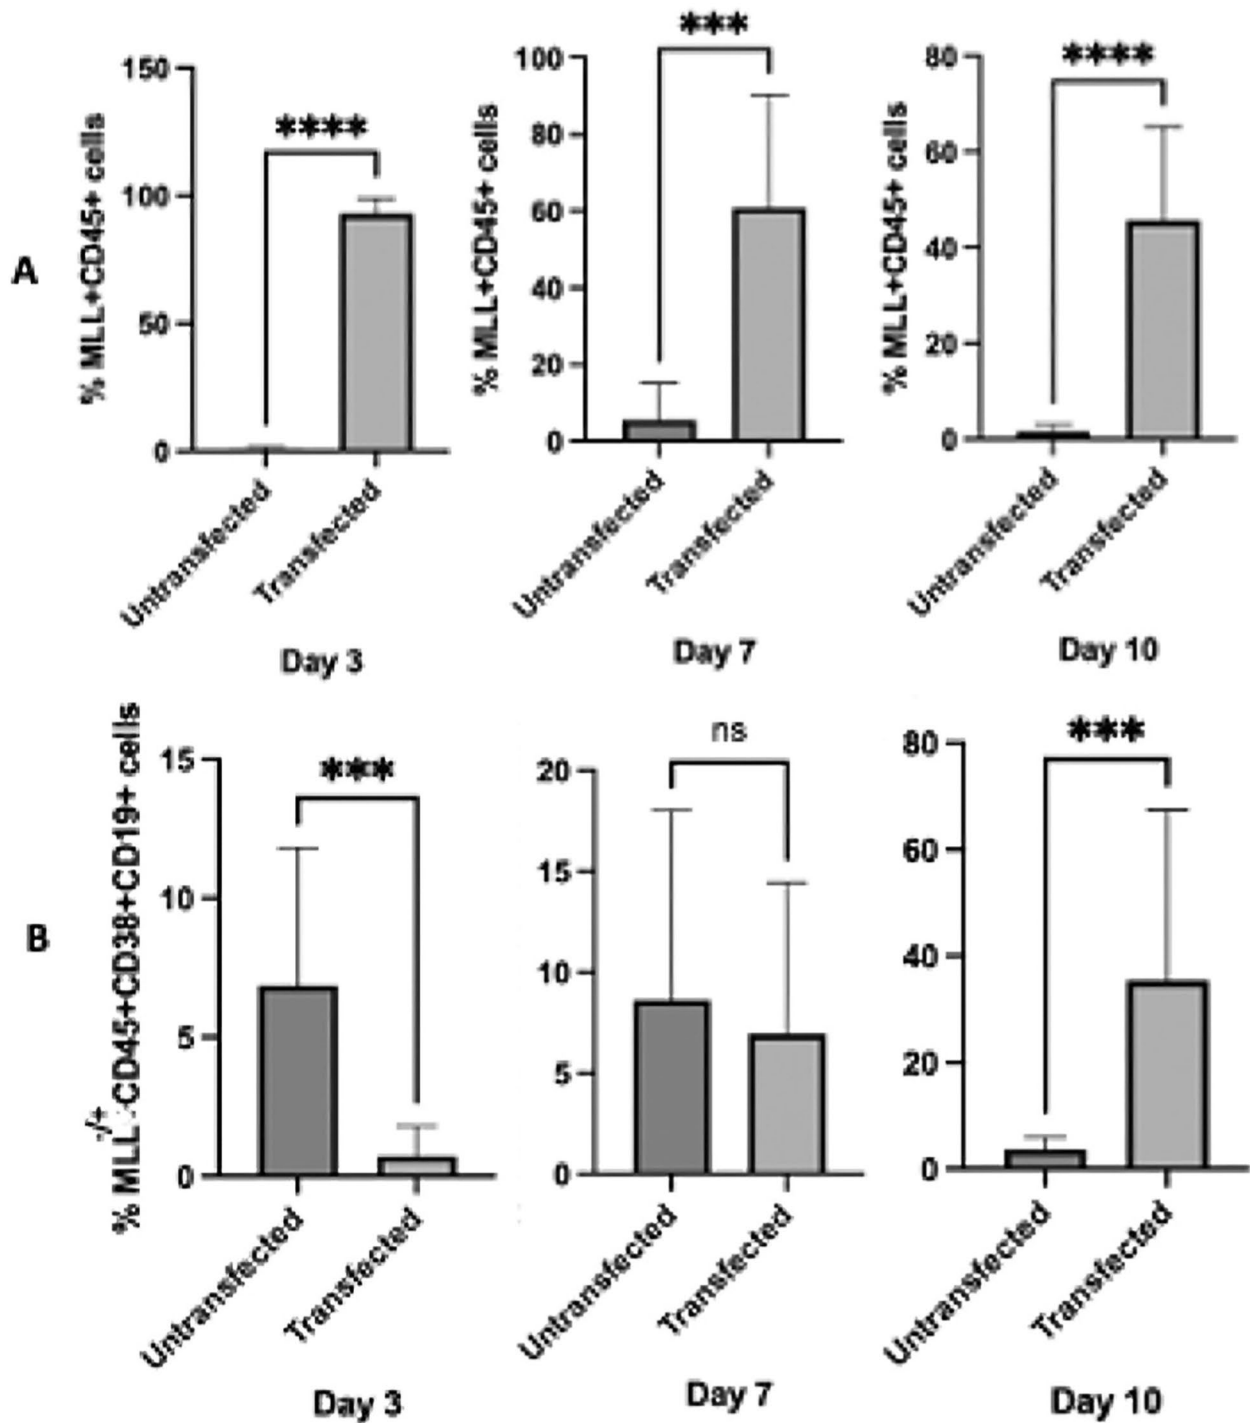 A
% MLL+CD45+ cells
150
100
50
0
****
Untransfected
Transfected
Day 3
% MLL+CD45+ cells
100
80
60
40
20
0
***
Untransfected
Transfected
Day 7
% MLL+CD45+ cells
80
60
40
20
0
****
Untransfected
Transfected
Day 10
B
% MLL-/+CD45+CD38+CD19+ cells
15
10
5
0
***
Untransfected
Transfected
Day 3
20
15
10
5
0
ns
Untransfected
Transfected
Day 7
80
60
40
20
0
***
Untransfected
Transfected
Day 10